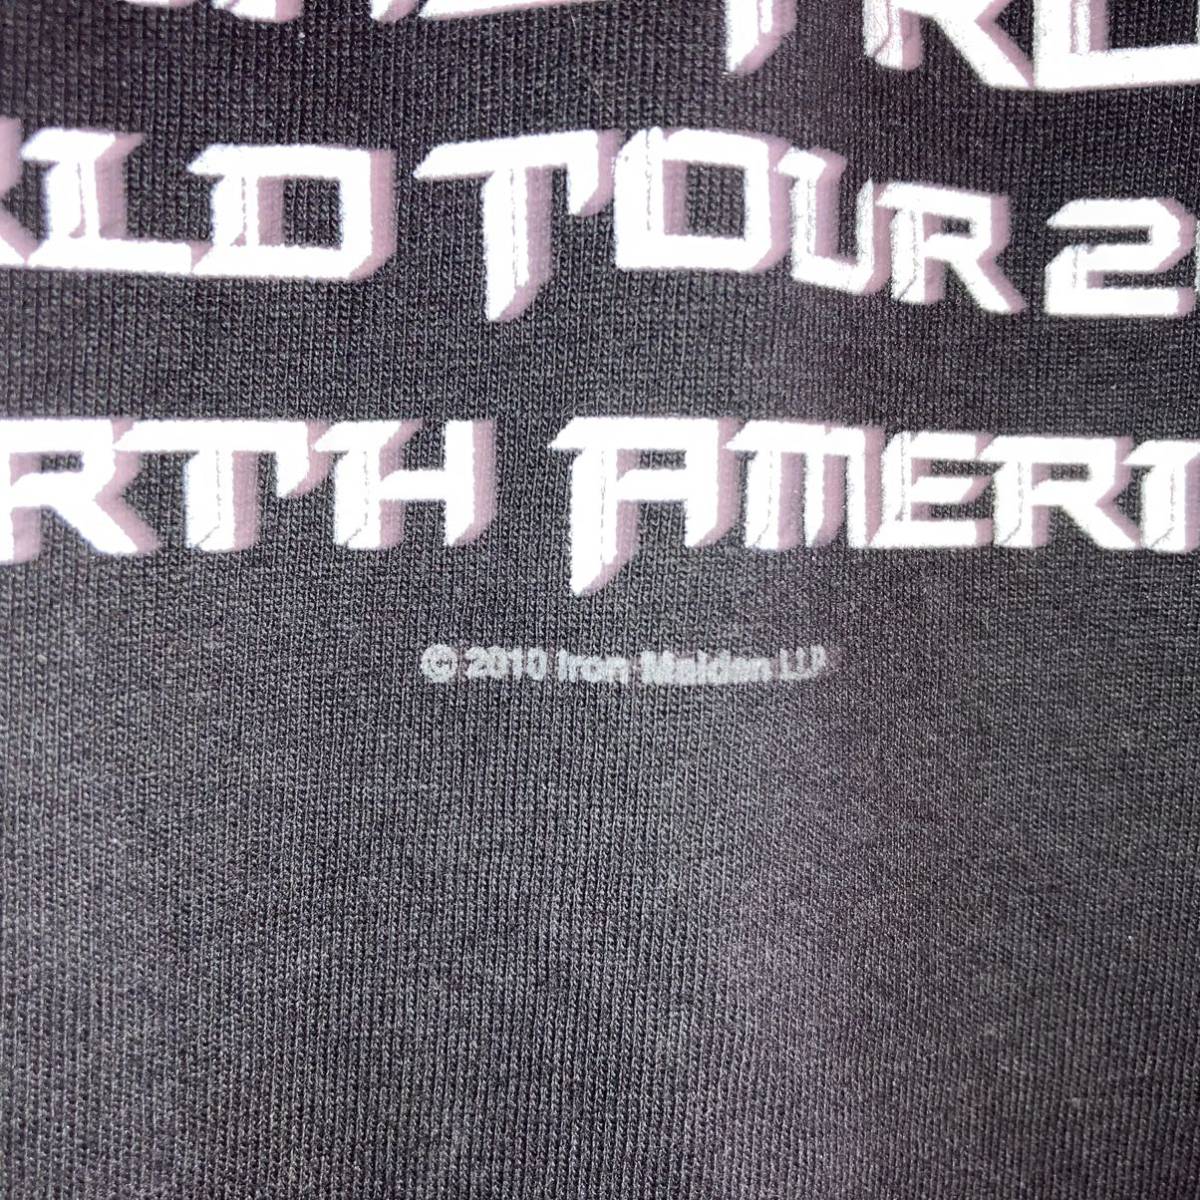 RLD TOUR 2
RTH AMERI
© 2010 Iron Maiden LLP